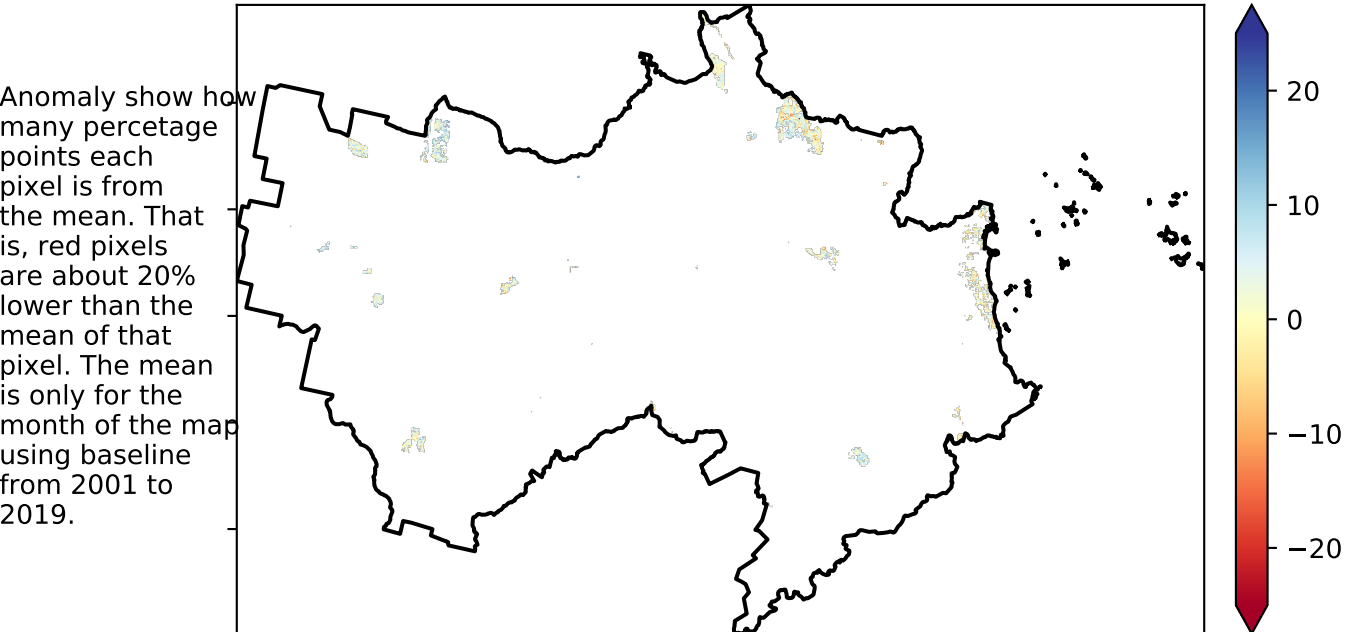 Anomaly show how
many percetage
points each
pixel is from
the mean. That
is, red pixels
are about 20%
lower than the
mean of that
pixel. The mean
is only for the
month of the map
using baseline
from 2001 to
2019.
20
10
0
−10
−20